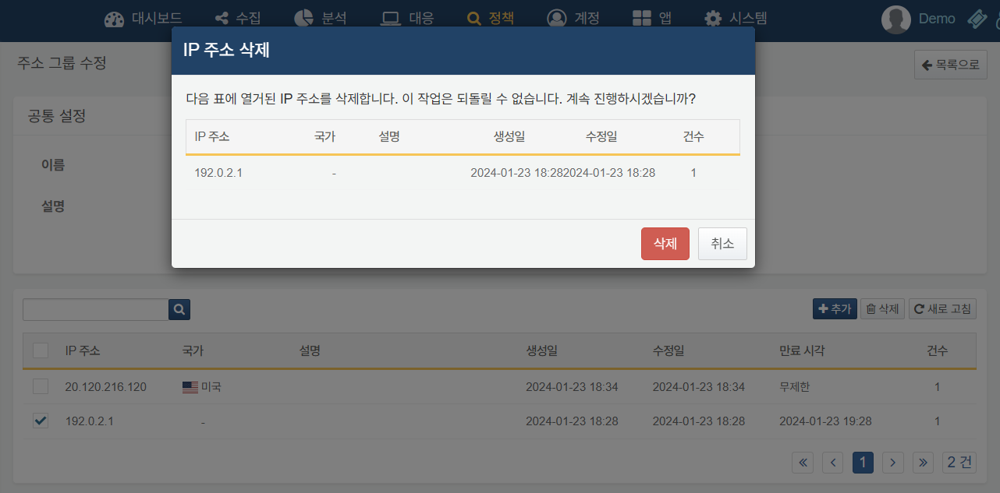 대시보드 수집 분석 대응 정책 계정 앱 시스템 Demo
IP 주소 삭제
주소 그룹 수정
목록으로
다음 표에 열거된 IP 주소를 삭제합니다. 이 작업은 되돌릴 수 없습니다. 계속 진행하시겠습니까?
공통 설정
IP 주소 국가 설명 생성일 수정일 건수
이름
192.0.2.1 - 2024-01-23 18:28 2024-01-23 18:28 1
설명
삭제 취소
추가 삭제 새로 고침
IP 주소 국가 설명 생성일 수정일 만료 시각 건수
20.120.216.120 미국 2024-01-23 18:34 2024-01-23 18:34 무제한 1
192.0.2.1 - 2024-01-23 18:28 2024-01-23 18:28 2024-01-23 19:28 1
« ‹ 1 › » 2 건